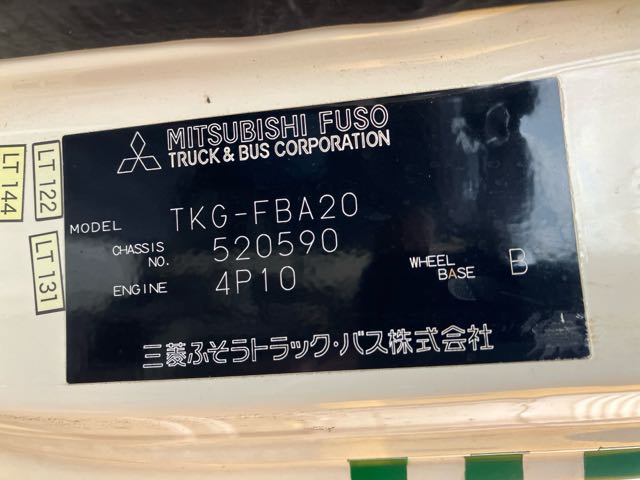 MITSUBISHI FUSO
TRUCK & BUS CORPORATION
MODEL TKG-FBA20
CHASSIS NO. 520590
ENGINE 4P10
WHEEL BASE B
三菱ふそうトラック・バス株式会社
LT 144
LT 122
LT 131